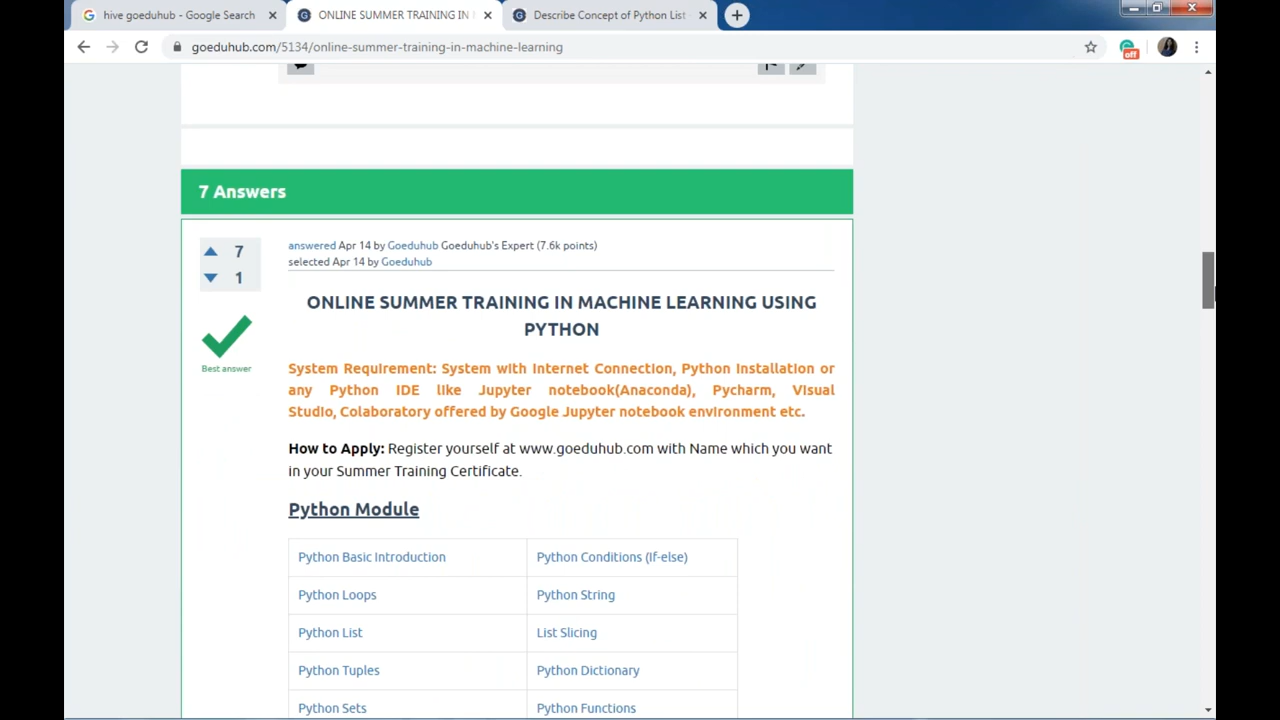 hive goeduhub - Google Search
ONLINE SUMMER TRAINING IN
Describe Concept of Python List
goeduhub.com/5134/online-summer-training-in-machine-learning
off
7 Answers
7
1
Best answer
answered Apr 14 by Goeduhub Goeduhub's Expert (7.6k points)
selected Apr 14 by Goeduhub
ONLINE SUMMER TRAINING IN MACHINE LEARNING USING
PYTHON
System Requirement: System with Internet Connection, Python Installation or
any Python IDE like Jupyter notebook(Anaconda), Pycharm, Visual
Studio, Colaboratory offered by Google Jupyter notebook environment etc.
How to Apply: Register yourself at www.goeduhub.com with Name which you want
in your Summer Training Certificate.
Python Module
Python Basic Introduction
Python Conditions (If-else)
Python Loops
Python String
Python List
List Slicing
Python Tuples
Python Dictionary
Python Sets
Python Functions